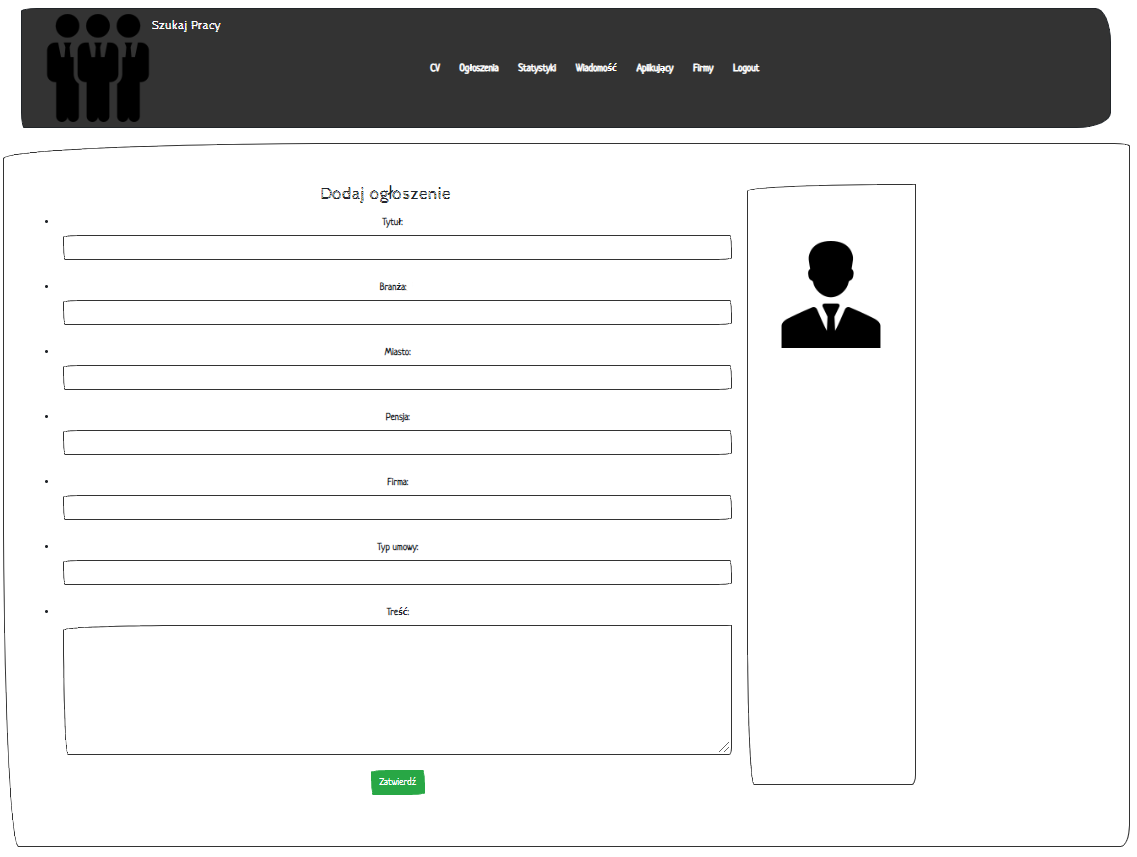 Szukaj Pracy
CV Ogłoszenia Statystyki Wiadomość Aplikujący Firmy Logout
Dodaj ogłoszenie
Tytuł:
Branża:
Miasto:
Pensja:
Firma:
Typ umowy:
Treść:
Zatwierdź